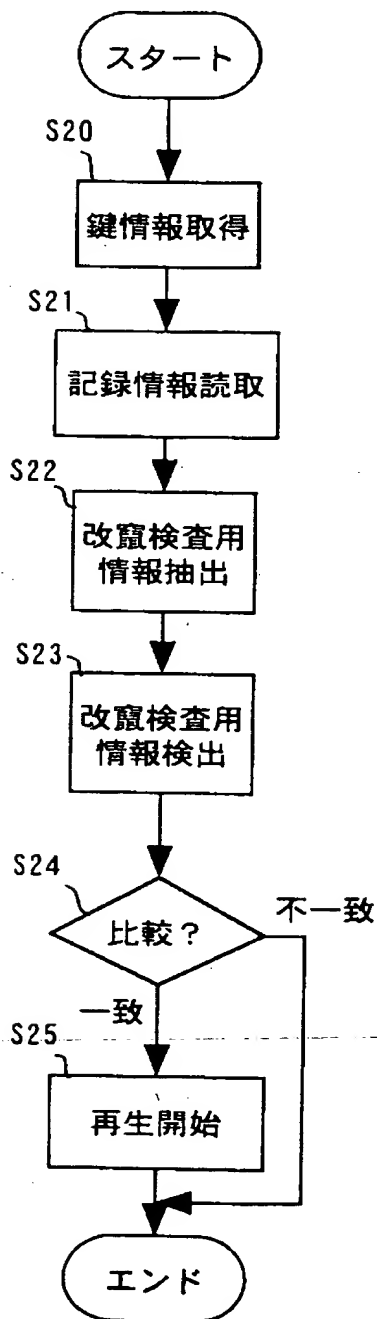 スタート
S20
鍵情報取得
S21
記録情報読取
S22
改竄検査用
情報抽出
S23
改竄検査用
情報検出
S24
比較？
不一致
一致
S25
再生開始
エンド